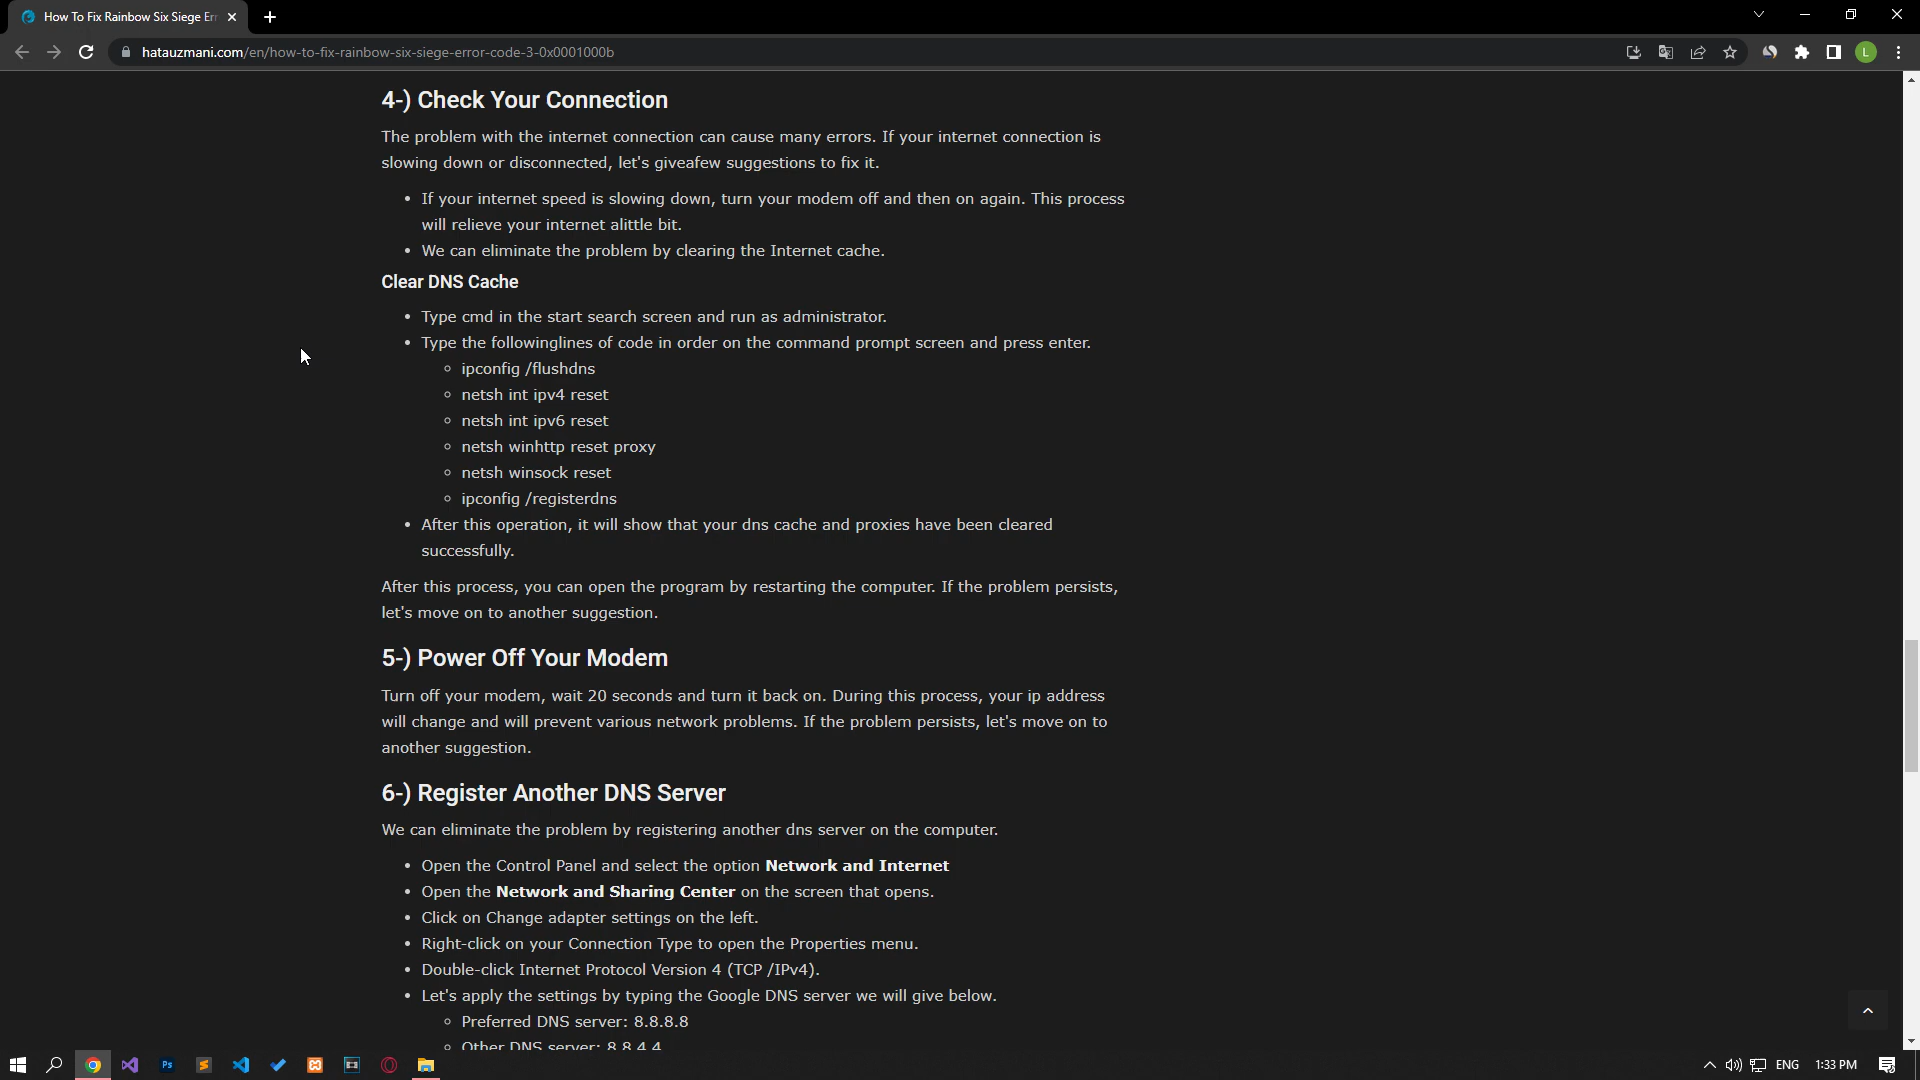 How To Fix Rainbow Six Siege Err
hatauzmani.com/en/how-to-fix-rainbow-six-siege-error-code-3-0x0001000b
L
4-) Check Your Connection
The problem with the internet connection can cause many errors. If your internet connection is
slowing down or disconnected, let's giveafew suggestions to fix it.
If your internet speed is slowing down, turn your modem off and then on again. This process
will relieve your internet alittle bit.
We can eliminate the problem by clearing the Internet cache.
Clear DNS Cache
Type cmd in the start search screen and run as administrator.
Type the followinglines of code in order on the command prompt screen and press enter.
ipconfig /flushdns
netsh int ipv4 reset
netsh int ipv6 reset
netsh winhttp reset proxy
netsh winsock reset
ipconfig /registerdns
After this operation, it will show that your dns cache and proxies have been cleared
successfully.
After this process, you can open the program by restarting the computer. If the problem persists,
let's move on to another suggestion.
5-) Power Off Your Modem
Turn off your modem, wait 20 seconds and turn it back on. During this process, your ip address
will change and will prevent various network problems. If the problem persists, let's move on to
another suggestion.
6-) Register Another DNS Server
We can eliminate the problem by registering another dns server on the computer.
Open the Control Panel and select the option Network and Internet
Open the Network and Sharing Center on the screen that opens.
Click on Change adapter settings on the left.
Right-click on your Connection Type to open the Properties menu.
Double-click Internet Protocol Version 4 (TCP /IPv4).
Let's apply the settings by typing the Google DNS server we will give below.
Preferred DNS server: 8.8.8.8
Other DNS server: 8.8.4.4
Ps
ENG
1:33 PM